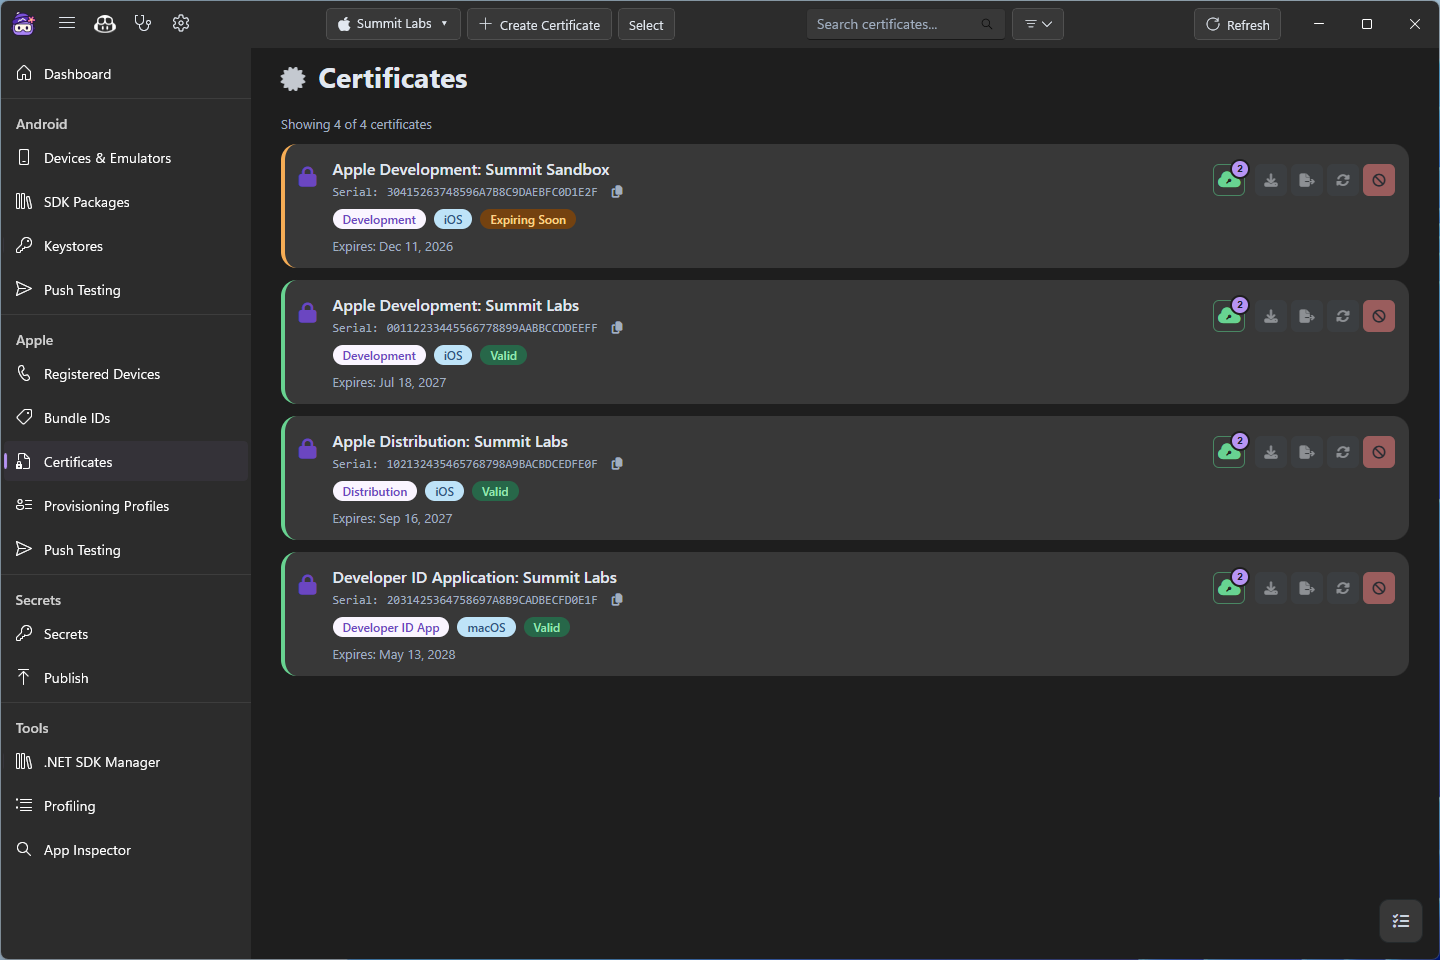 Summit Labs
Create Certificate
Select
Search certificates...
Refresh
Dashboard
Android
Devices & Emulators
SDK Packages
Keystores
Push Testing
Apple
Registered Devices
Bundle IDs
Certificates
Provisioning Profiles
Push Testing
Secrets
Secrets
Publish
Tools
.NET SDK Manager
Profiling
App Inspector
Certificates
Showing 4 of 4 certificates
Apple Development: Summit Sandbox
2
Serial: 30415263748596A7B8C9DAEBFC0D1E2F
Development iOS Expiring Soon
Expires: Dec 11, 2026
Apple Development: Summit Labs
2
Serial: 00112233445566778899AABBCCDDEEFF
Development iOS Valid
Expires: Jul 18, 2027
Apple Distribution: Summit Labs
2
Serial: 102132435465768798A9BACBDCEDFE0F
Distribution iOS Valid
Expires: Sep 16, 2027
Developer ID Application: Summit Labs
2
Serial: 2031425364758697A8B9CADBECFD0E1F
Developer ID App macOS Valid
Expires: May 13, 2028